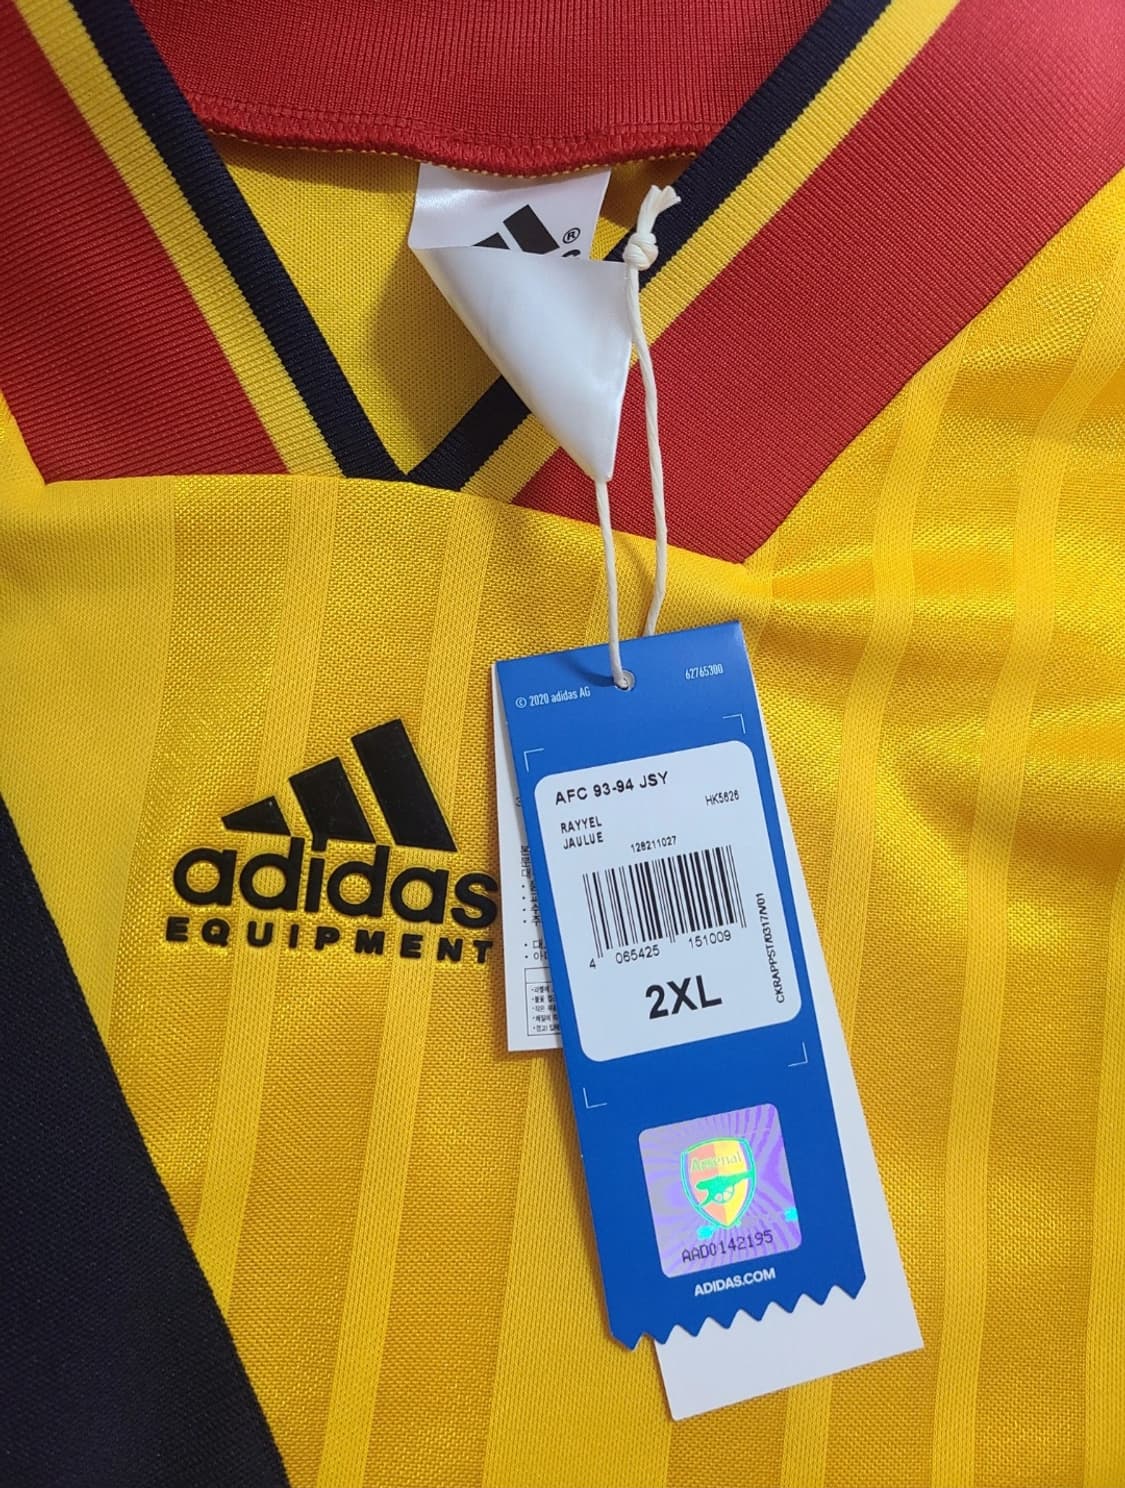 ®
adidas
EQUIPMENT
© 2020 adidas AG
62765300
AFC 93-94 JSY
HK5626
RAYYEL
JAULUE
128211027
4 065425 151009
CKRAPPST/0317/V01
2XL
Arsenal
AAD0142195
ADIDAS.COM